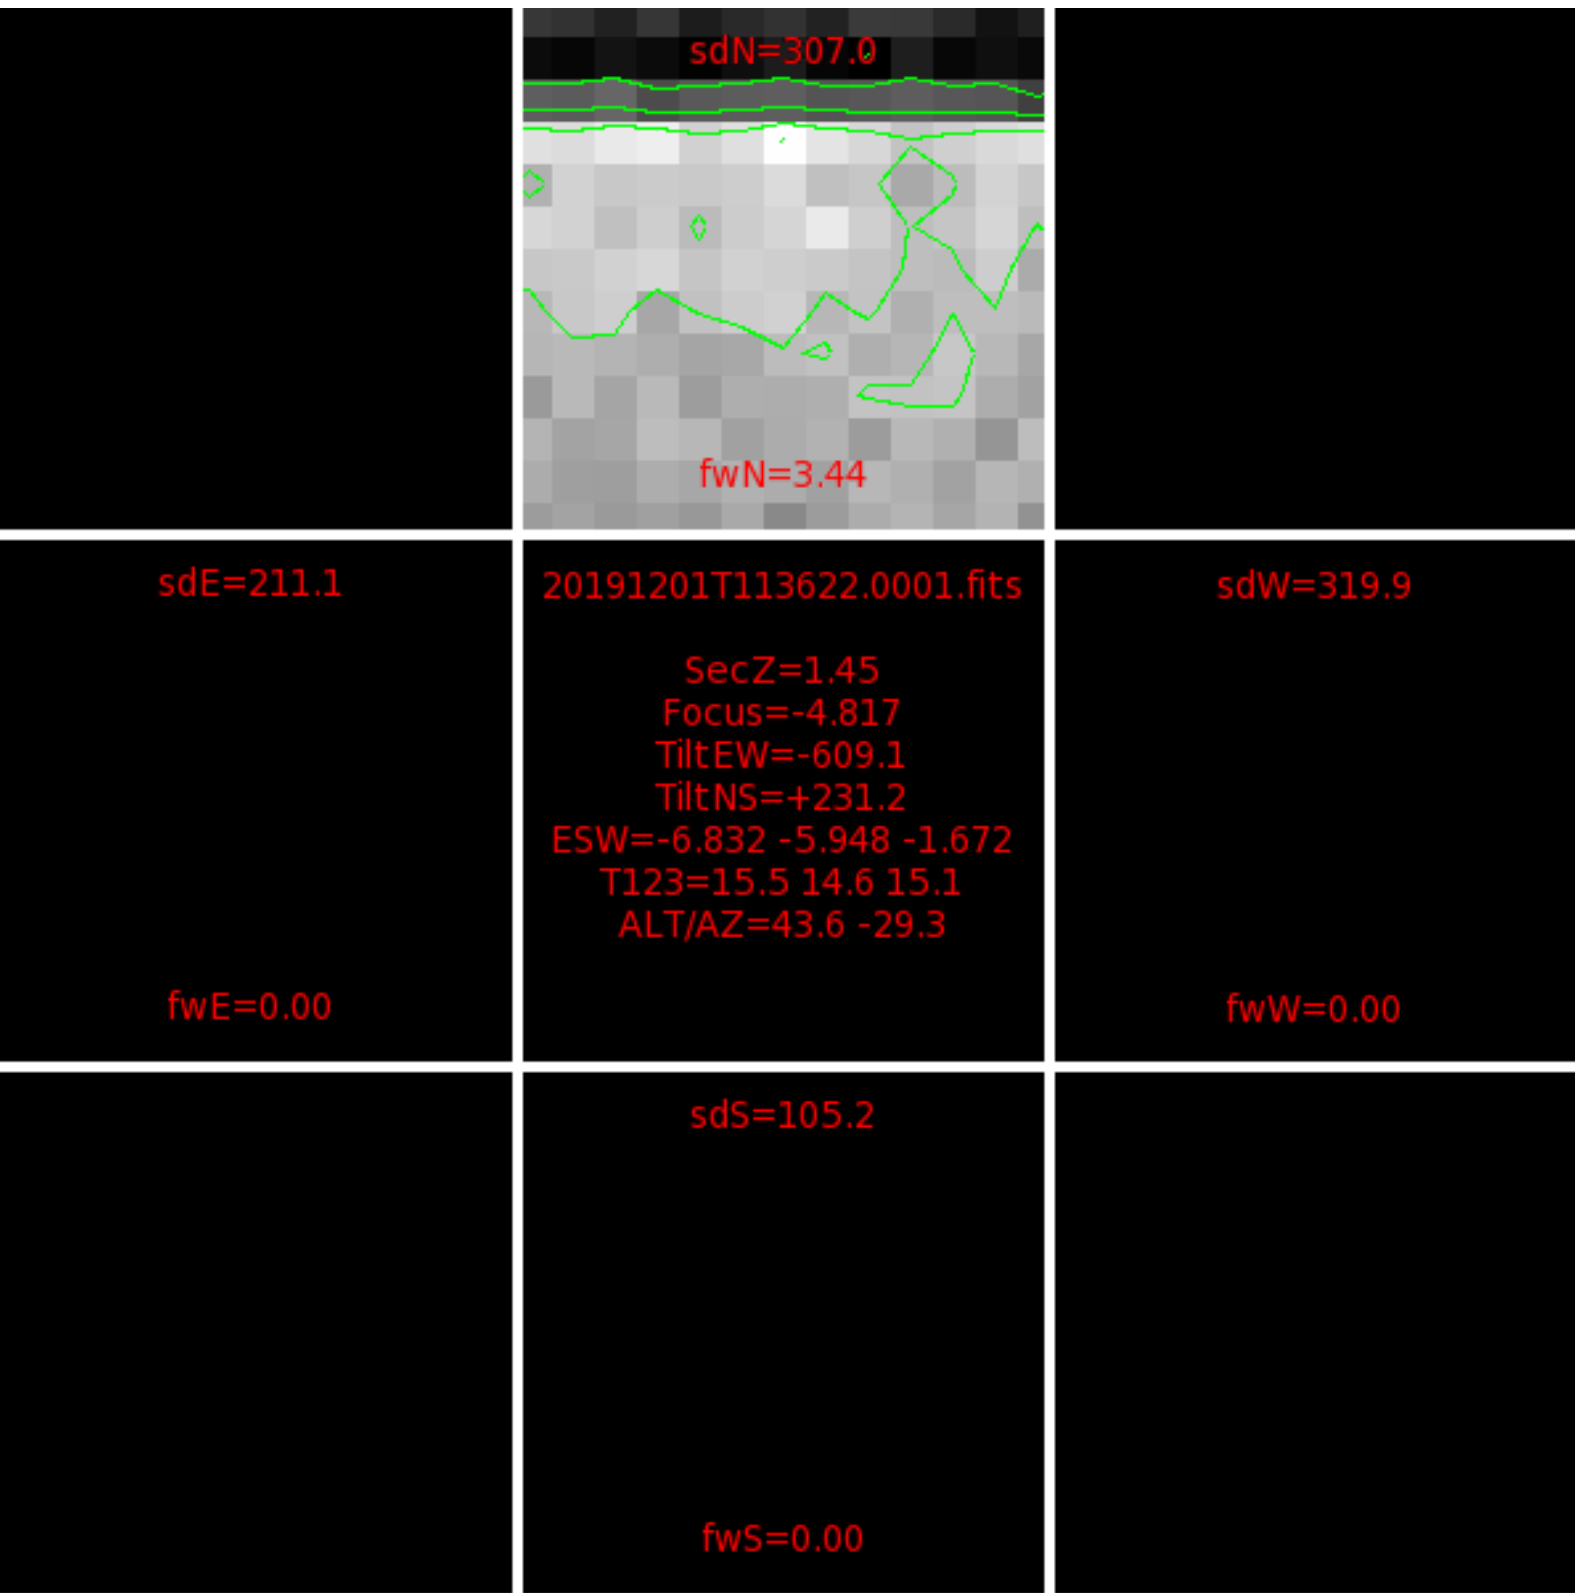 sdN=307.0
fwN=3.44
sdE=211.1
20191201T113622.0001.fits
sdW=319.9
SecZ=1.45
Focus=-4.817
TiltEW=-609.1
TiltNS=+231.2
ESW=-6.832 -5.948 -1.672
T123=15.5 14.6 15.1
ALT/AZ=43.6 -29.3
fwE=0.00
fwW=0.00
sdS=105.2
fwS=0.00